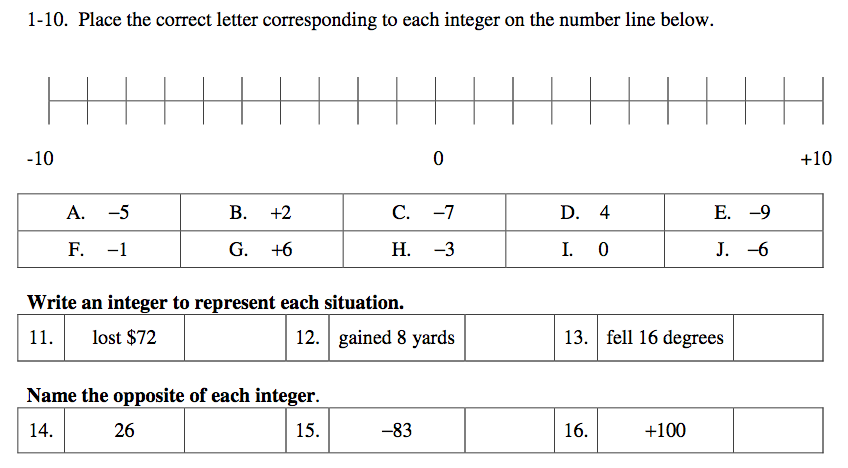 1-10. Place the correct letter corresponding to each integer on the number line below.
-10 0 +10
A. –5 B. +2 C. –7 D. 4 E. –9
F. –1 G. +6 H. –3 I. 0 J. –6
Write an integer to represent each situation.
11. lost $72 12. gained 8 yards 13. fell 16 degrees
Name the opposite of each integer.
14. 26 15. –83 16. +100